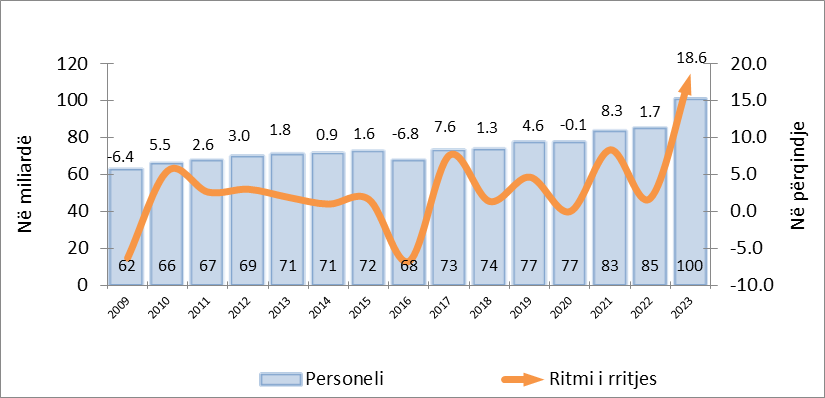 18.6
120 20.0
100 15.0
80 10.0
60 5.0
40 0.0
20 -5.0
0 -10.0
Në miliardë
Në përqindje
-6.4 5.5 2.6 3.0 1.8 0.9 1.6 -6.8 7.6 1.3 4.6 -0.1 8.3 1.7
62 66 67 69 71 71 72 68 73 74 77 77 83 85 100
2009 2010 2011 2012 2013 2014 2015 2016 2017 2018 2019 2020 2021 2022 2023
Personeli Ritmi i rritjes